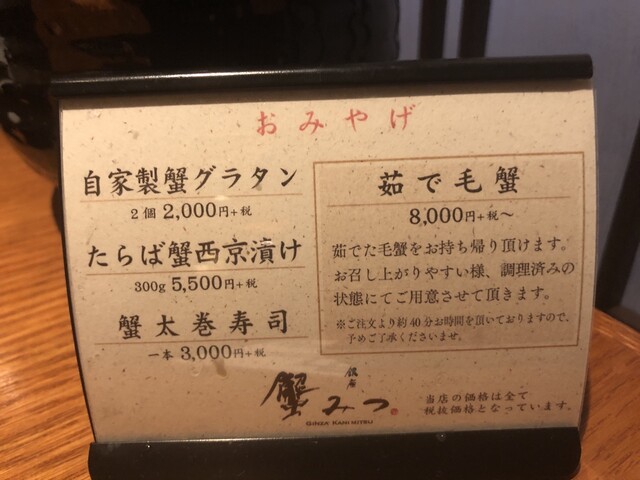 おみやげ
自家製蟹グラタン
2個 2,000円+税
たらば蟹西京漬け
300g 5,500円+税
蟹太巻寿司
一本 3,000円+税
茹で毛蟹
8,000円+税〜
茹でた毛蟹をお持ち帰り頂けます。
お召し上がりやすい様、調理済みの
状態にてご用意させて頂きます。
※ご注文より約40分お時間を頂いておりますので、
予めご了承くださいませ。
銀座
蟹みつ
GINZA KANI MITSU
当店の価格は全て
税抜価格となっています。